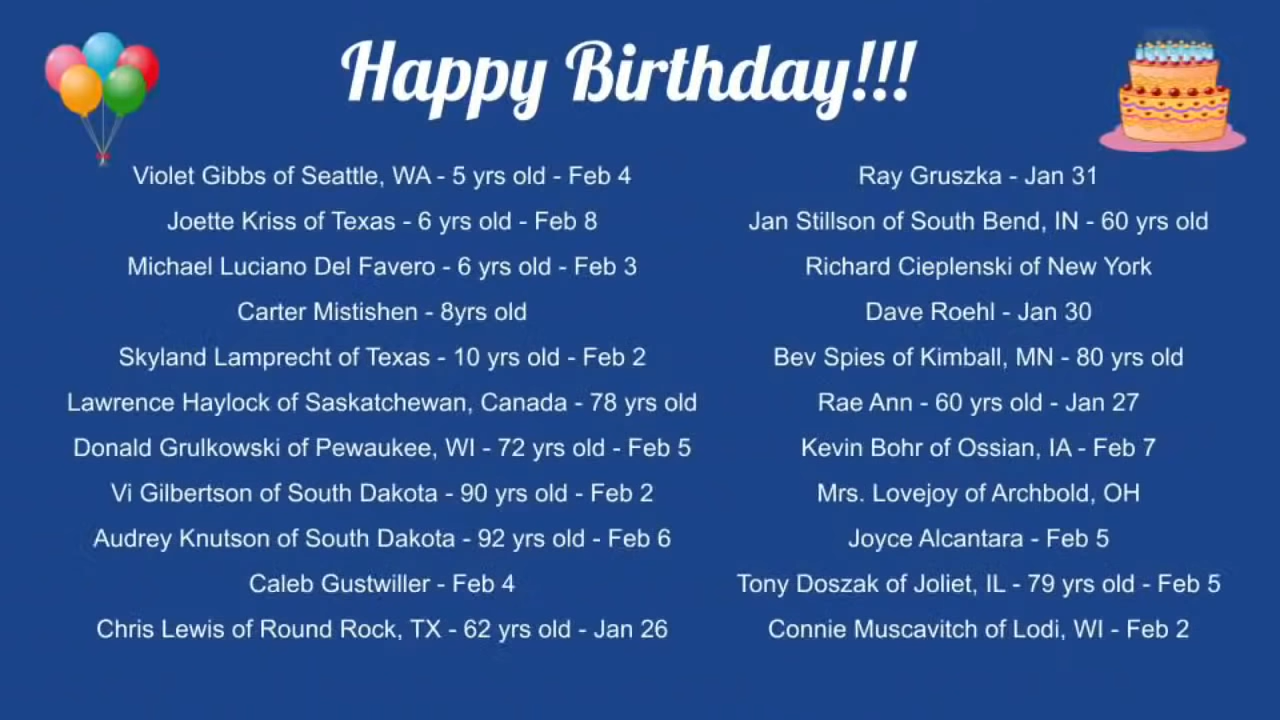 Happy Birthday!!!
Violet Gibbs of Seattle, WA - 5 yrs old - Feb 4
Joette Kriss of Texas - 6 yrs old - Feb 8
Michael Luciano Del Favero - 6 yrs old - Feb 3
Carter Mistishen - 8yrs old
Skyland Lamprecht of Texas - 10 yrs old - Feb 2
Lawrence Haylock of Saskatchewan, Canada - 78 yrs old
Donald Grulkowski of Pewaukee, WI - 72 yrs old - Feb 5
Vi Gilbertson of South Dakota - 90 yrs old - Feb 2
Audrey Knutson of South Dakota - 92 yrs old - Feb 6
Caleb Gustwiller - Feb 4
Chris Lewis of Round Rock, TX - 62 yrs old - Jan 26
Ray Gruszka - Jan 31
Jan Stillson of South Bend, IN - 60 yrs old
Richard Cieplenski of New York
Dave Roehl - Jan 30
Bev Spies of Kimball, MN - 80 yrs old
Rae Ann - 60 yrs old - Jan 27
Kevin Bohr of Ossian, IA - Feb 7
Mrs. Lovejoy of Archbold, OH
Joyce Alcantara - Feb 5
Tony Doszak of Joliet, IL - 79 yrs old - Feb 5
Connie Muscavitch of Lodi, WI - Feb 2